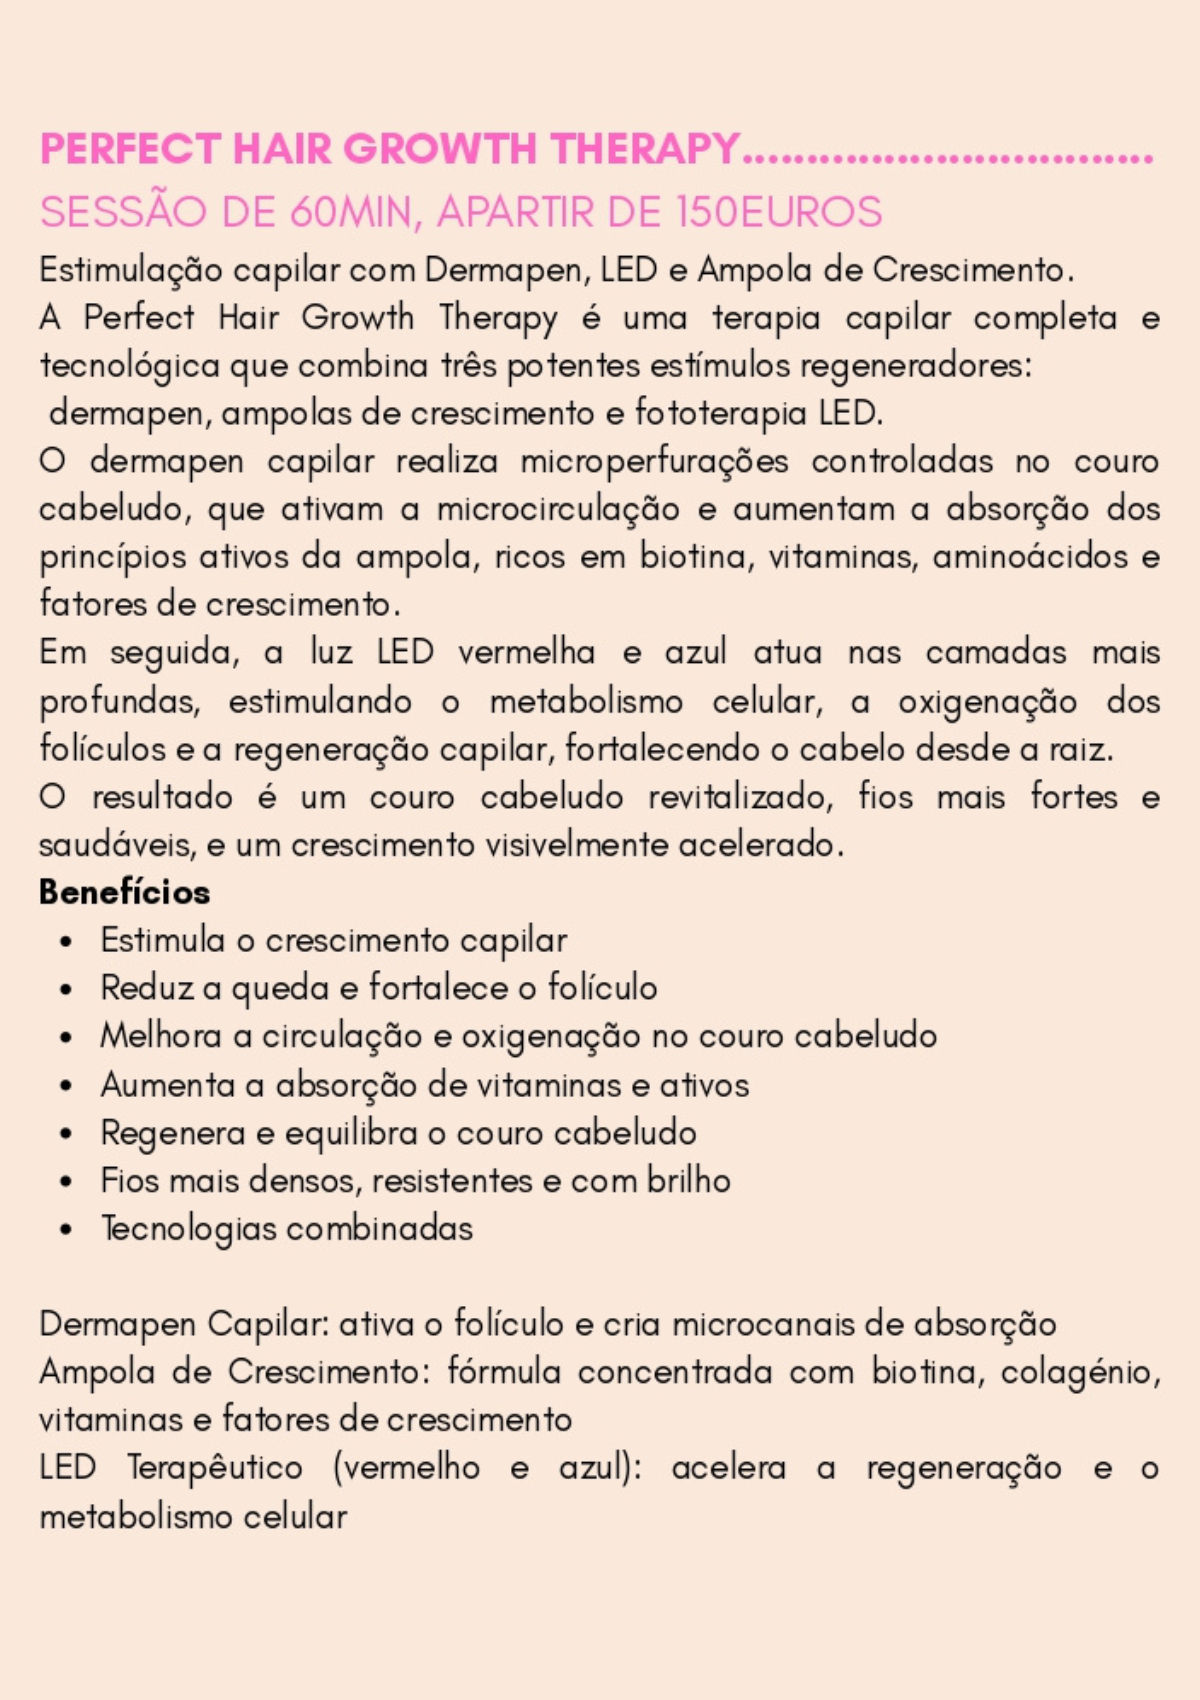 PERFECT HAIR GROWTH THERAPY................................
SESSÃO DE 60MIN, APARTIR DE 150EUROS
Estimulação capilar com Dermapen, LED e Ampola de Crescimento.
A Perfect Hair Growth Therapy é uma terapia capilar completa e
tecnológica que combina três potentes estímulos regeneradores:
dermapen, ampolas de crescimento e fototerapia LED.
O dermapen capilar realiza microperfurações controladas no couro
cabeludo, que ativam a microcirculação e aumentam a absorção dos
princípios ativos da ampola, ricos em biotina, vitaminas, aminoácidos e
fatores de crescimento.
Em seguida, a luz LED vermelha e azul atua nas camadas mais
profundas, estimulando o metabolismo celular, a oxigenação dos
folículos e a regeneração capilar, fortalecendo o cabelo desde a raiz.
O resultado é um couro cabeludo revitalizado, fios mais fortes e
saudáveis, e um crescimento visivelmente acelerado.
Benefícios
• Estimula o crescimento capilar
• Reduz a queda e fortalece o folículo
• Melhora a circulação e oxigenação no couro cabeludo
• Aumenta a absorção de vitaminas e ativos
• Regenera e equilibra o couro cabeludo
• Fios mais densos, resistentes e com brilho
• Tecnologias combinadas
Dermapen Capilar: ativa o folículo e cria microcanais de absorção
Ampola de Crescimento: fórmula concentrada com biotina, colagénio,
vitaminas e fatores de crescimento
LED Terapêutico (vermelho e azul): acelera a regeneração e o
metabolismo celular